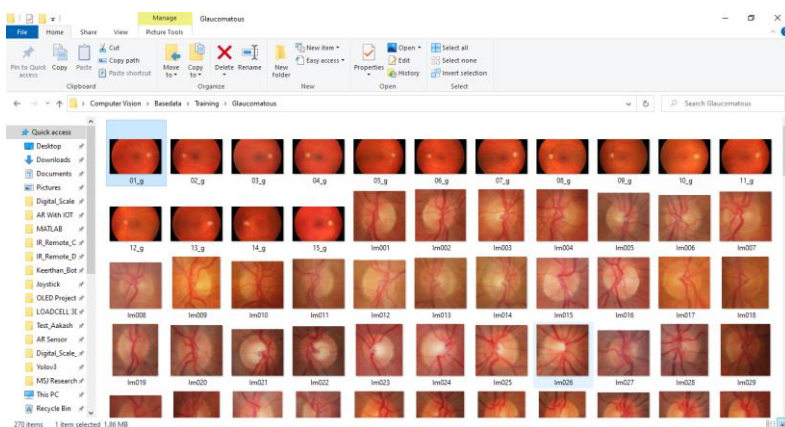 Manage
Glaucomatous
File
Home
Share
View
Picture Tools
Pin to Quick access
Copy
Paste
Cut
Copy path
Paste shortcut
Move to
Copy to
Delete
Rename
New folder
New item
Easy access
Properties
Open
Edit
History
Select all
Select none
Invert selection
Clipboard
Organize
New
Open
Select
Computer Vision > Basedata > Training > Glaucomatous
Search Glaucomatous
Quick access
Desktop
Downloads
Documents
Pictures
Digital_Scale
AR With IOT
MATLAB
IR_Remote_C
IR_Remote_D
Keerthan_Bot
Joystick
OLED Project
LOADCELL 3D
Test_Aakash
AR Sensor
Digital_Scale_
Yolov3
MSJ Research
This PC
Recycle Bin
01_g 02_g 03_g 04_g 05_g 06_g 07_g 08_g 09_g 10_g 11_g
12_g 13_g 14_g 15_g Im001 Im002 Im003 Im004 Im005 Im006 Im007
Im008 Im009 Im010 Im011 Im012 Im013 Im014 Im015 Im016 Im017 Im018
Im019 Im020 Im021 Im022 Im023 Im024 Im025 Im026 Im027 Im028 Im029
270 items 1 item selected 1.86 MB